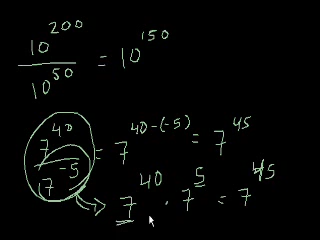 10^200 / 10^50 = 10^150
7^40 / 7^-5 = 7^40-(-5) = 7^45
7^40 · 7^5 = 7^45